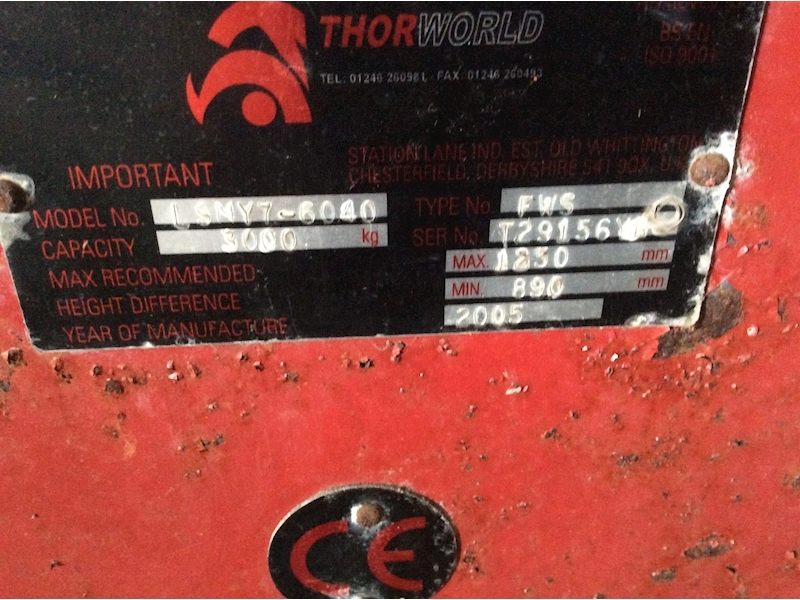 THORWORLD
BS EN
ISO 9001
TEL: 01246 260981 - FAX: 01246 260493
STATION LANE IND. EST. OLD WHITTINGTON
CHESTERFIELD, DERBYSHIRE S41 9QX.
IMPORTANT
MODEL No. LSMY7-6040 TYPE No. FWS
CAPACITY 3000 kg SER No. T29156
MAX RECOMMENDED MAX. mm
HEIGHT DIFFERENCE MIN. 890 mm
YEAR OF MANUFACTURE 2005
CE